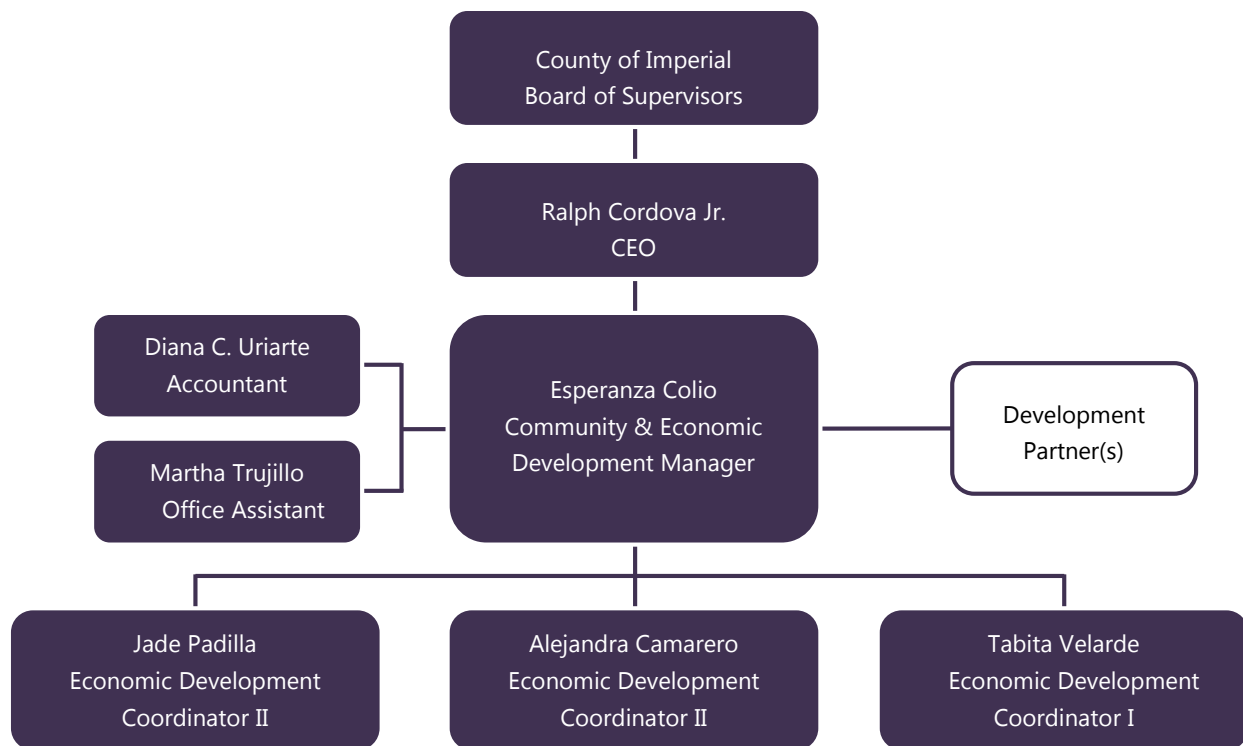 County of Imperial
Board of Supervisors
Ralph Cordova Jr.
CEO
Diana C. Uriarte
Accountant
Martha Trujillo
Office Assistant
Esperanza Colio
Community & Economic
Development Manager
Development
Partner(s)
Jade Padilla
Economic Development
Coordinator II
Alejandra Camarero
Economic Development
Coordinator II
Tabita Velarde
Economic Development
Coordinator I